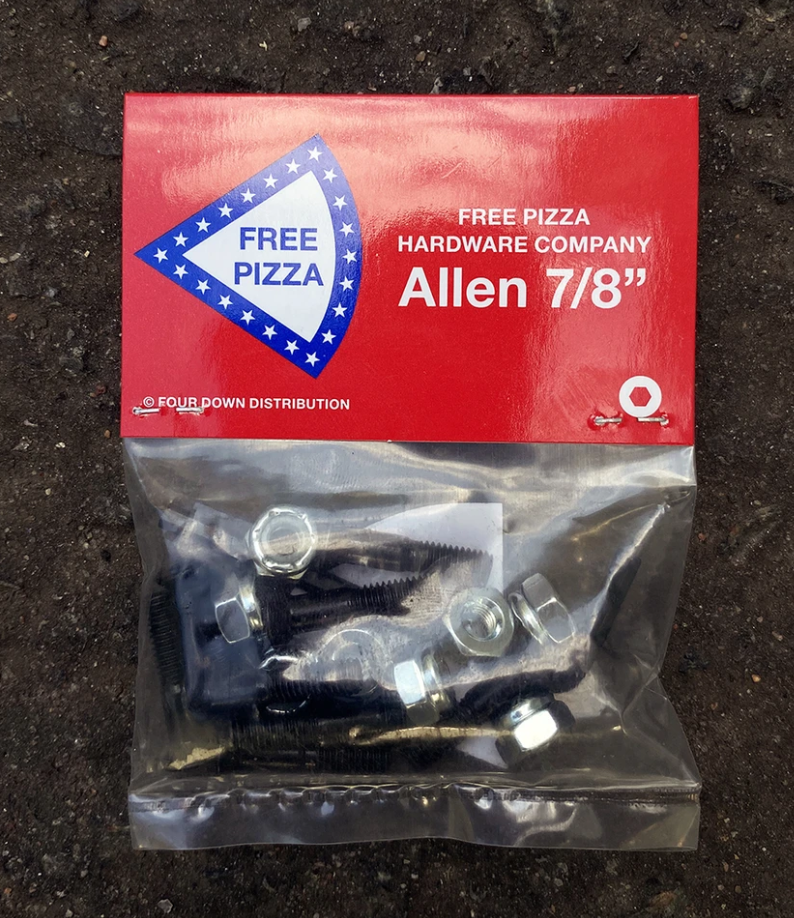 FREE
PIZZA
FREE PIZZA
HARDWARE COMPANY
Allen 7/8”
© FOUR DOWN DISTRIBUTION